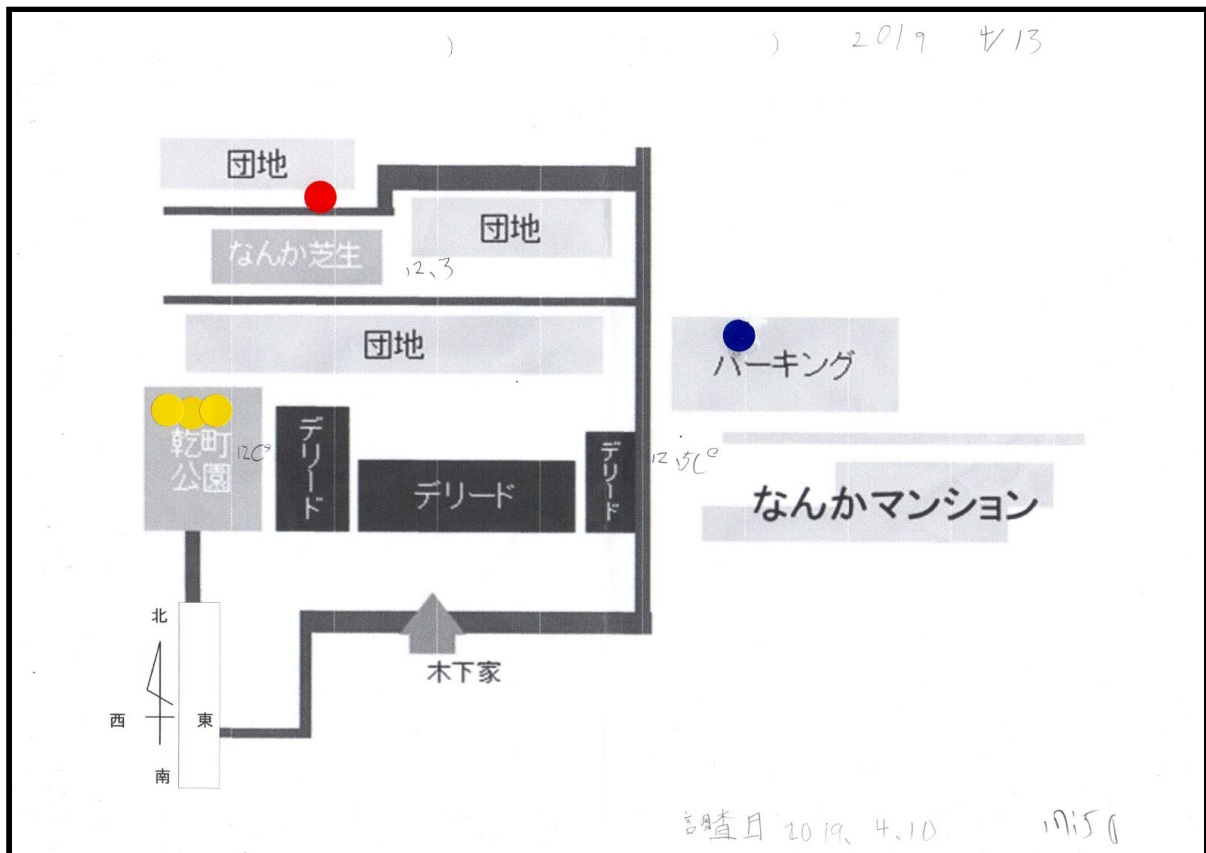 2019 4/13
団地
団地
なんか芝生
12、3
団地
パーキング
乾町
公園
12C°
デリード
デリード
デリード
12.5C°
なんかマンション
北
西
東
南
木下家
調査日 2019、4.10